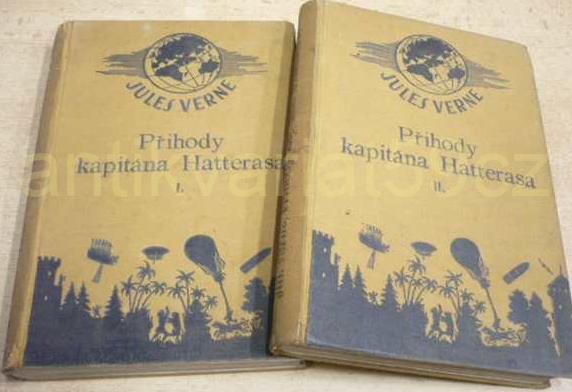 JULES VERNE
Příhody
kapitána Hatterasa
I.
JULES VERNE
Příhody
kapitána Hatterasa
II.